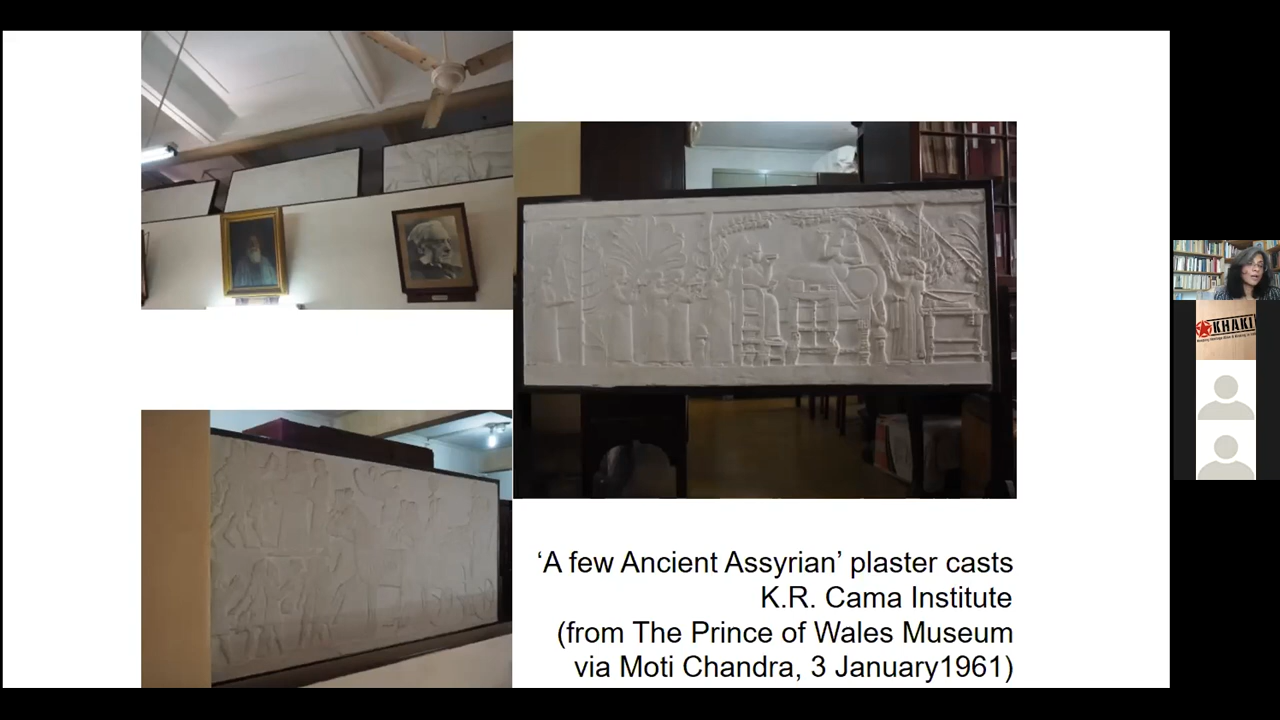 ‘A few Ancient Assyrian’ plaster casts
K.R. Cama Institute
(from The Prince of Wales Museum
via Moti Chandra, 3 January1961)
KHAKI